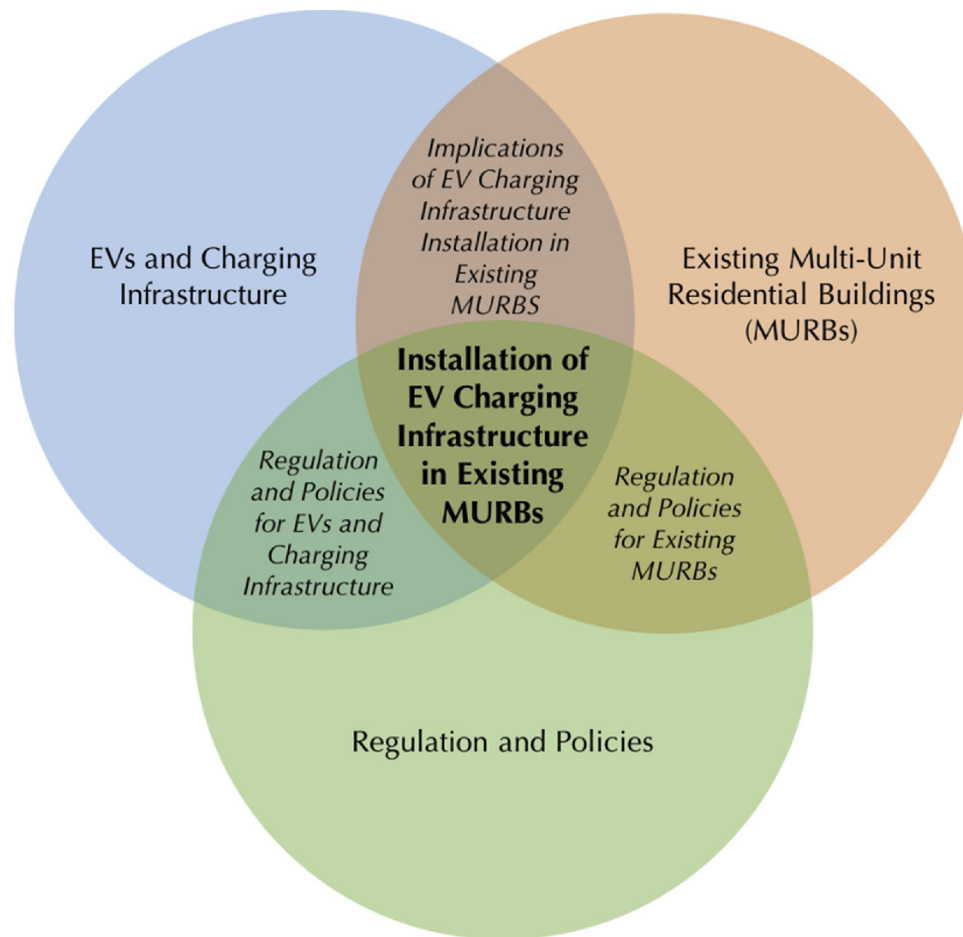 Implications
of EV Charging
Infrastructure
Installation in
Existing
MURBS
EVs and Charging
Infrastructure
Existing Multi-Unit
Residential Buildings
(MURBs)
Installation of
EV Charging
Infrastructure
in Existing
MURBs
Regulation
and Policies
for EVs and
Charging
Infrastructure
Regulation
and Policies
for Existing
MURBs
Regulation and Policies